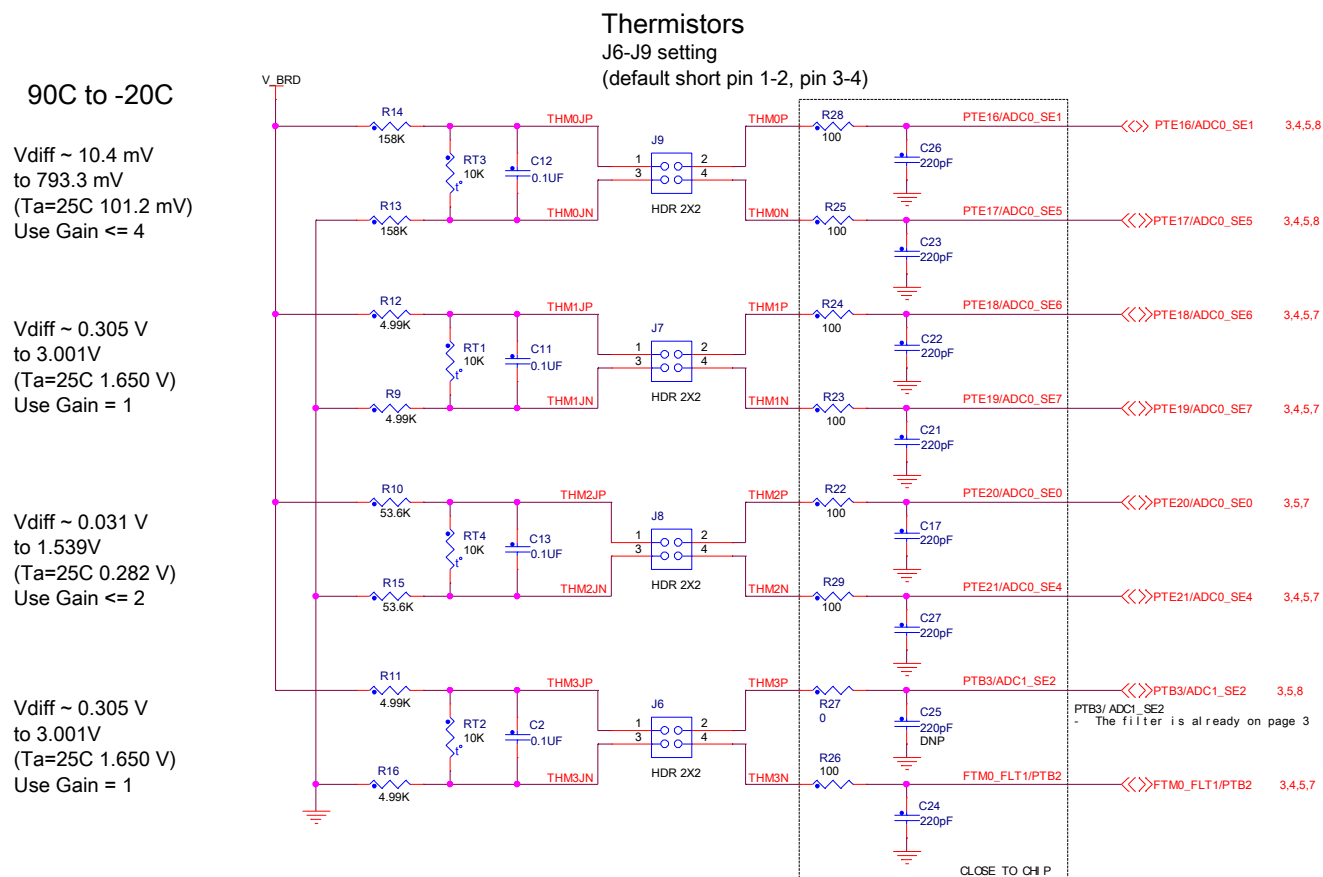 Thermistors
J6-J9 setting
(default short pin 1-2, pin 3-4)
90C to -20C
V_BRD
Vdiff ~ 10.4 mV
to 793.3 mV
(Ta=25C 101.2 mV)
Use Gain <= 4
R14
158K
RT3
10K
t°
C12
0.1UF
R13
158K
THM0JP
THM0JN
J9
1
2
3
4
HDR 2X2
THM0P
THM0N
R28
100
C26
220pF
R25
100
C23
220pF
PTE16/ADC0_SE1
PTE16/ADC0_SE1 3,4,5,8
PTE17/ADC0_SE5
PTE17/ADC0_SE5 3,4,5,8
Vdiff ~ 0.305 V
to 3.001V
(Ta=25C 1.650 V)
Use Gain = 1
R12
4.99K
RT1
10K
t°
C11
0.1UF
R9
4.99K
THM1JP
THM1JN
J7
1
2
3
4
HDR 2X2
THM1P
THM1N
R24
100
C22
220pF
R23
100
C21
220pF
PTE18/ADC0_SE6
PTE18/ADC0_SE6 3,4,5,7
PTE19/ADC0_SE7
PTE19/ADC0_SE7 3,4,5,7
Vdiff ~ 0.031 V
to 1.539V
(Ta=25C 0.282 V)
Use Gain <= 2
R10
53.6K
RT4
10K
t°
C13
0.1UF
R15
53.6K
THM2JP
THM2JN
J8
1
2
3
4
HDR 2X2
THM2P
THM2N
R22
100
C17
220pF
R29
100
C27
220pF
PTE20/ADC0_SE0
PTE20/ADC0_SE0 3,5,7
PTE21/ADC0_SE4
PTE21/ADC0_SE4 3,4,5,7
Vdiff ~ 0.305 V
to 3.001V
(Ta=25C 1.650 V)
Use Gain = 1
R11
4.99K
RT2
10K
t°
C2
0.1UF
R16
4.99K
THM3JP
THM3JN
J6
1
2
3
4
HDR 2X2
THM3P
THM3N
R27
0
C25
220pF
DNP
R26
100
C24
220pF
PTB3/ADC1_SE2
PTB3/ADC1_SE2 3,5,8
PTB3/ADC1_SE2
- The filter is already on page 3
FTM0_FLT1/PTB2
FTM0_FLT1/PTB2 3,4,5,7
CLOSE TO CHIP